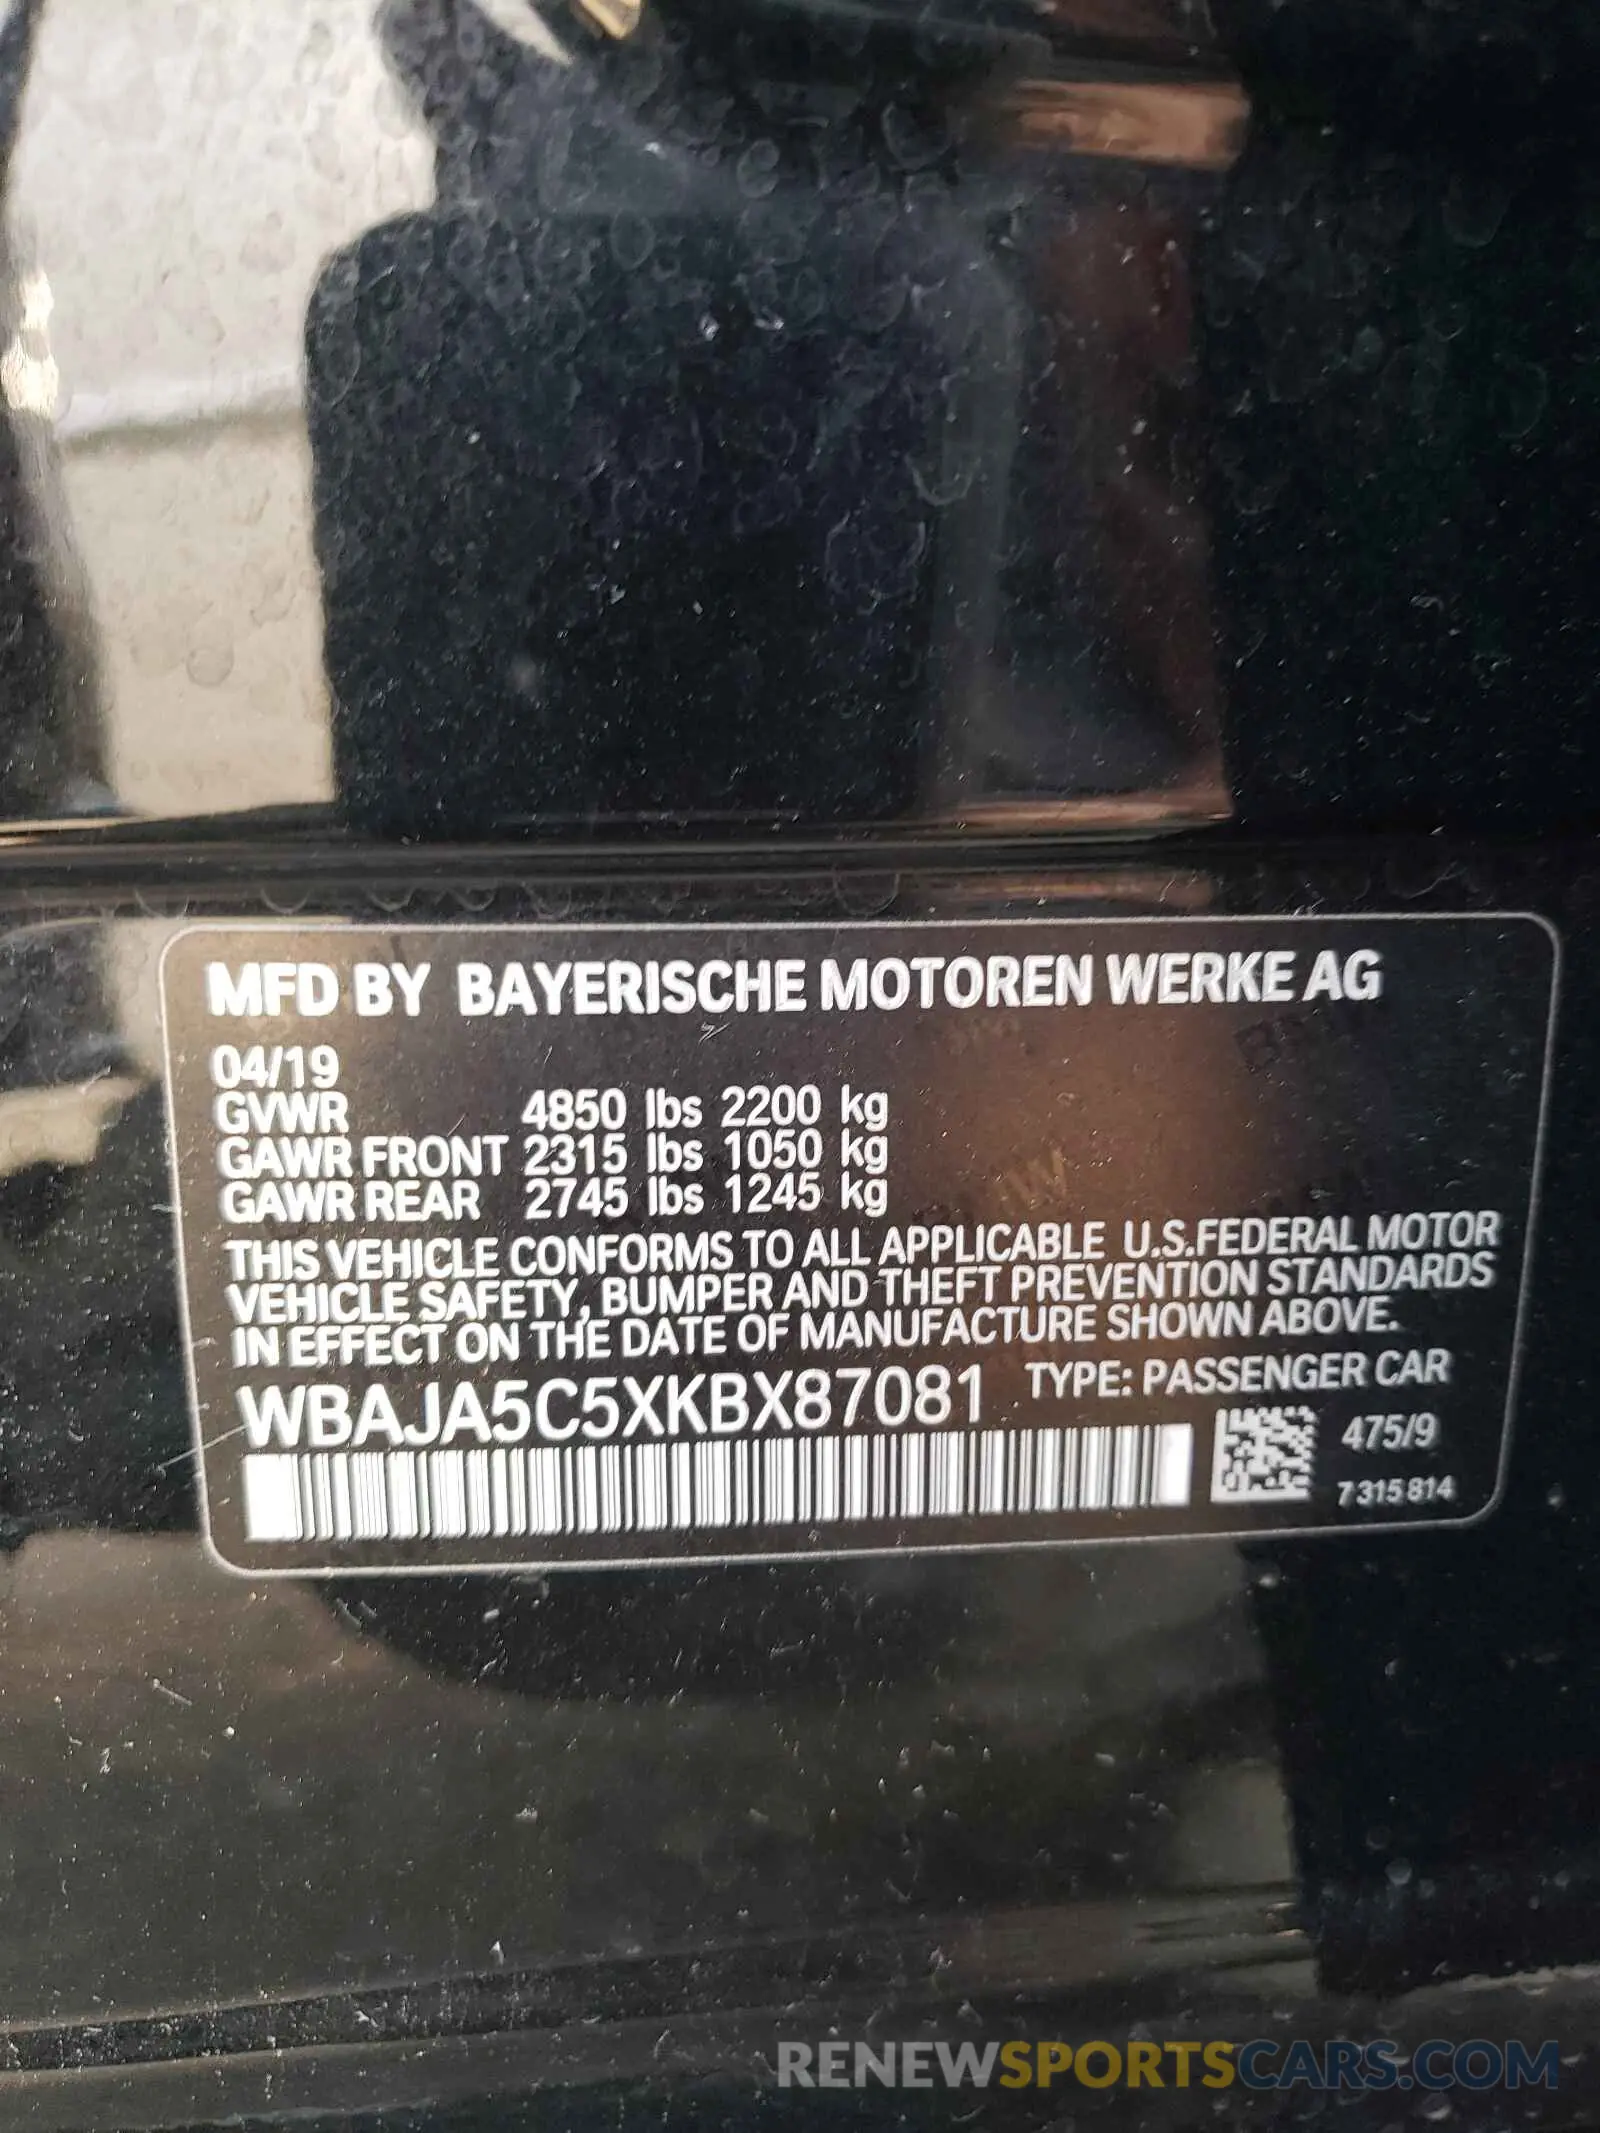 MFD BY BAYERISCHE MOTOREN WERKE AG
04/19
GVWR 4850 lbs 2200 kg
GAWR FRONT 2315 lbs 1050 kg
GAWR REAR 2745 lbs 1245 kg
THIS VEHICLE CONFORMS TO ALL APPLICABLE U.S.FEDERAL MOTOR
VEHICLE SAFETY, BUMPER AND THEFT PREVENTION STANDARDS
IN EFFECT ON THE DATE OF MANUFACTURE SHOWN ABOVE.
WBAJA5C5XKBX87081 TYPE: PASSENGER CAR
475/9
7 315 814
RENEWSPORTSCARS.COM